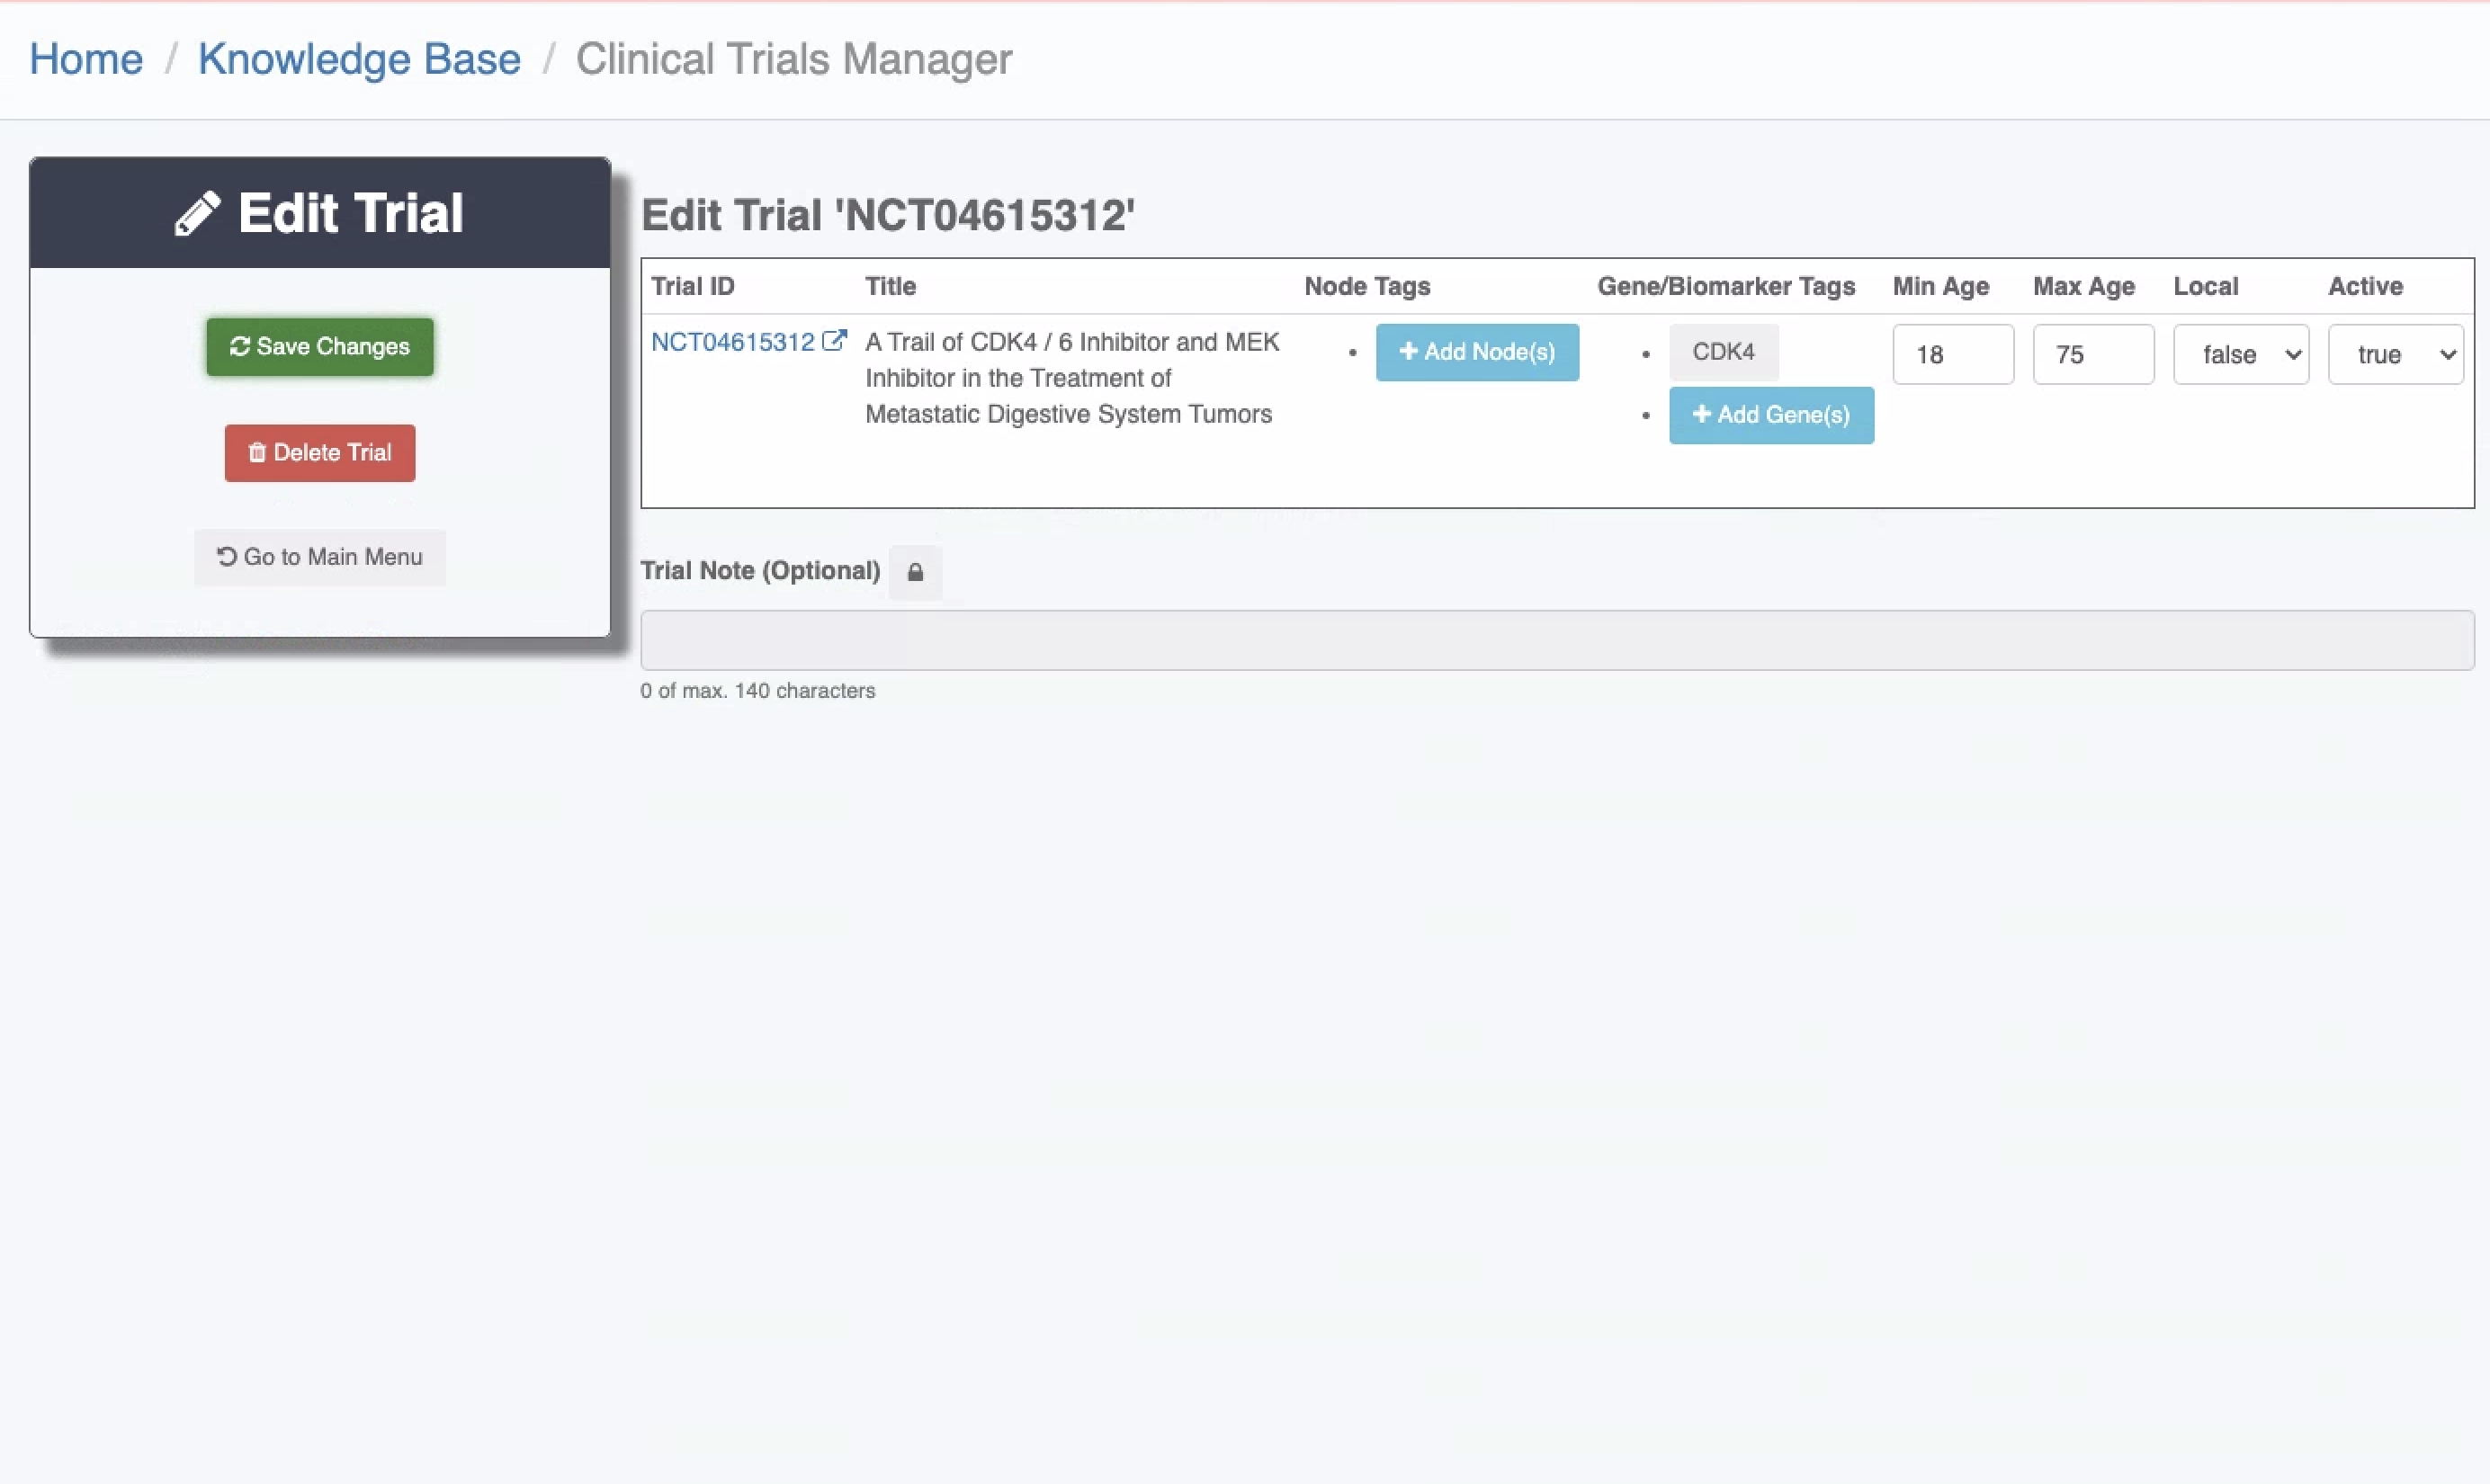 Home / Knowledge Base / Clinical Trials Manager
Edit Trial
Save Changes
Delete Trial
Go to Main Menu
Edit Trial 'NCT04615312'
Trial ID Title Node Tags Gene/Biomarker Tags Min Age Max Age Local Active
NCT04615312 A Trail of CDK4 / 6 Inhibitor and MEK
Inhibitor in the Treatment of
Metastatic Digestive System Tumors
+ Add Node(s)
CDK4
+ Add Gene(s)
18 75 false true
Trial Note (Optional)
0 of max. 140 characters